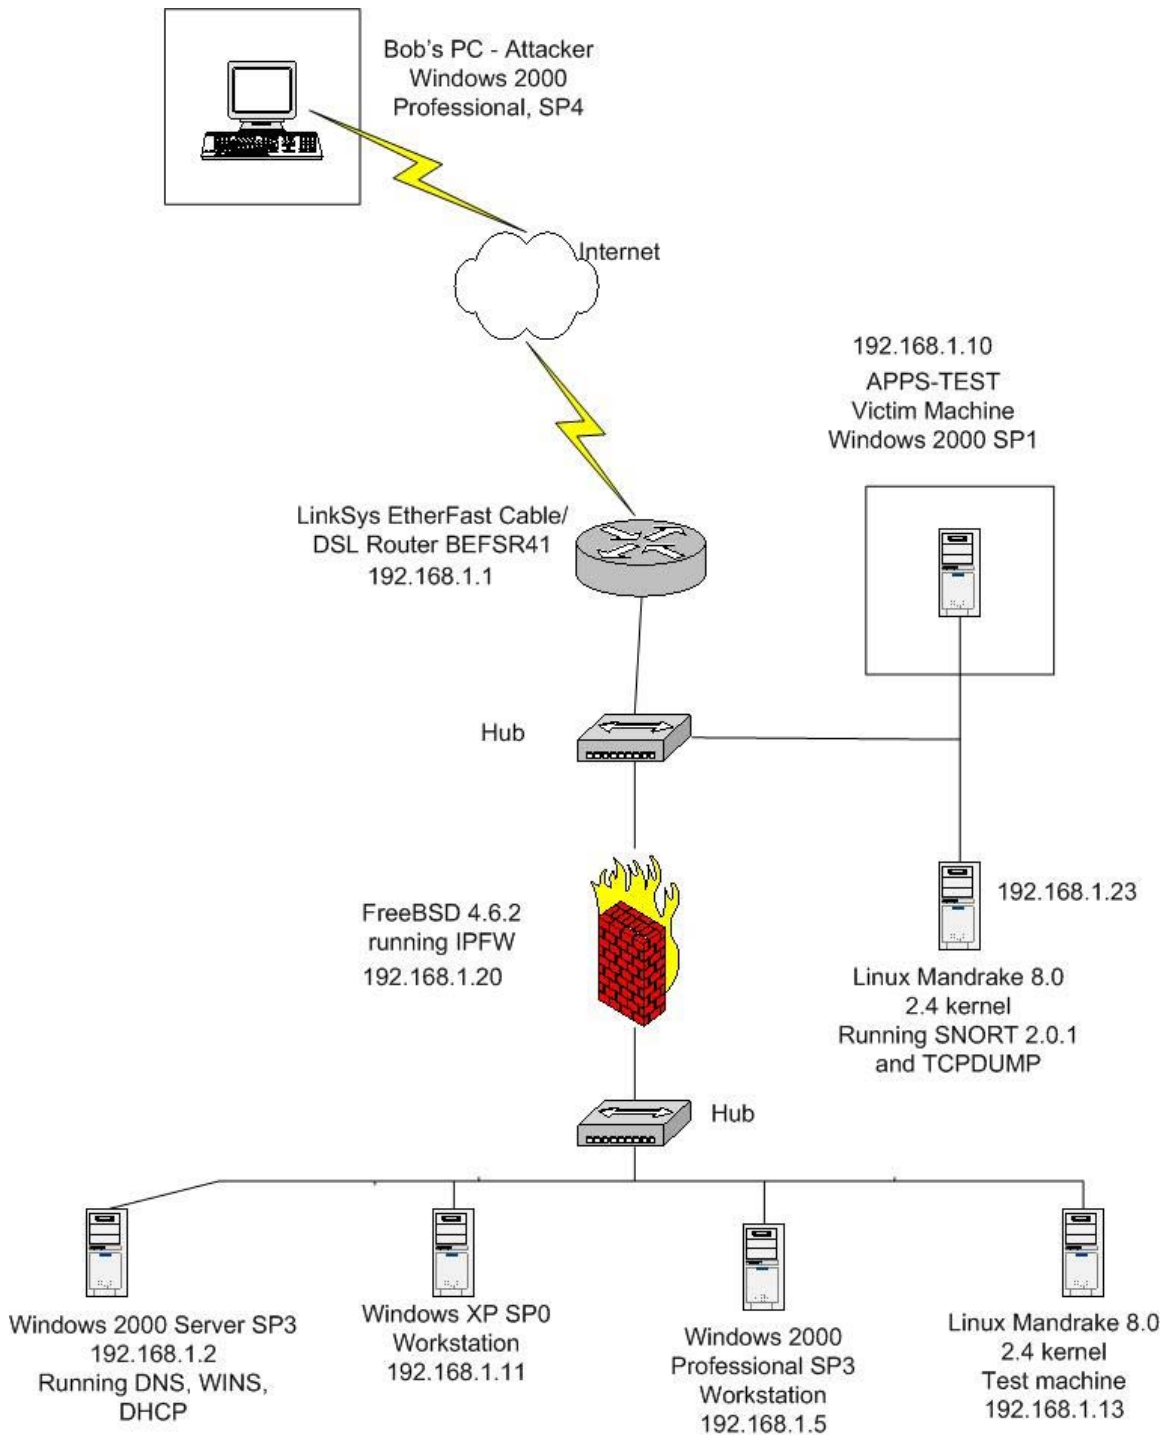 Bob's PC - Attacker
Windows 2000
Professional, SP4
Internet
192.168.1.10
APPS-TEST
Victim Machine
Windows 2000 SP1
LinkSys EtherFast Cable/
DSL Router BEFSR41
192.168.1.1
Hub
FreeBSD 4.6.2
running IPFW
192.168.1.20
192.168.1.23
Linux Mandrake 8.0
2.4 kernel
Running SNORT 2.0.1
and TCPDUMP
Hub
Windows 2000 Server SP3
192.168.1.2
Running DNS, WINS,
DHCP
Windows XP SP0
Workstation
192.168.1.11
Windows 2000
Professional SP3
Workstation
192.168.1.5
Linux Mandrake 8.0
2.4 kernel
Test machine
192.168.1.13